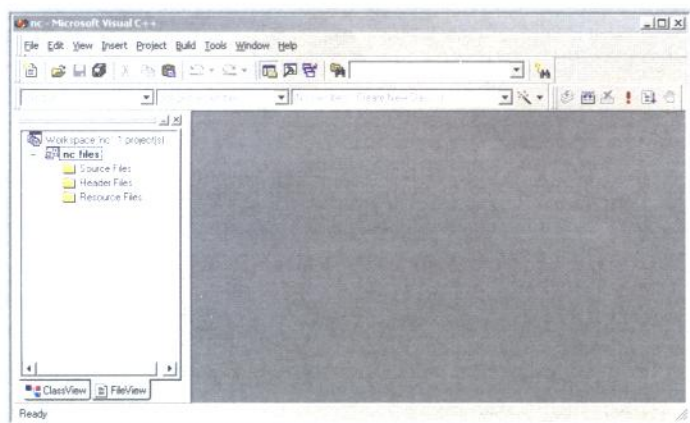 nc - Microsoft Visual C++
File Edit View Insert Project Build Tools Window Help
Workspace 'nc': 1 project(s)
nc files
Source Files
Header Files
Resource Files
ClassView FileView
Ready